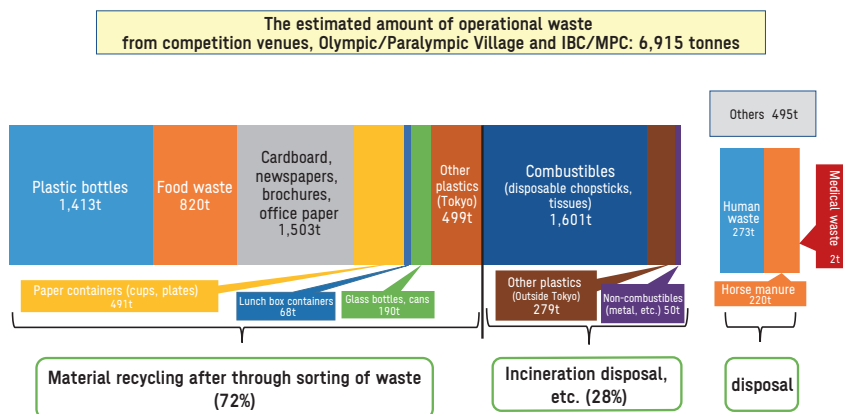 The estimated amount of operational waste
from competition venues, Olympic/Paralympic Village and IBC/MPC: 6,915 tonnes
Others 495t
Plastic bottles
1,413t
Food waste
820t
Cardboard,
newspapers,
brochures,
office paper
1,503t
Other
plastics
(Tokyo)
499t
Combustibles
(disposable chopsticks,
tissues)
1,601t
Human
waste
273t
Medical waste
2t
Paper containers (cups, plates)
491t
Lunch box containers
68t
Glass bottles, cans
190t
Other plastics
(Outside Tokyo)
279t
Non-combustibles
(metal, etc.) 50t
Horse manure
220t
Material recycling after through sorting of waste
(72%)
Incineration disposal,
etc. (28%)
disposal